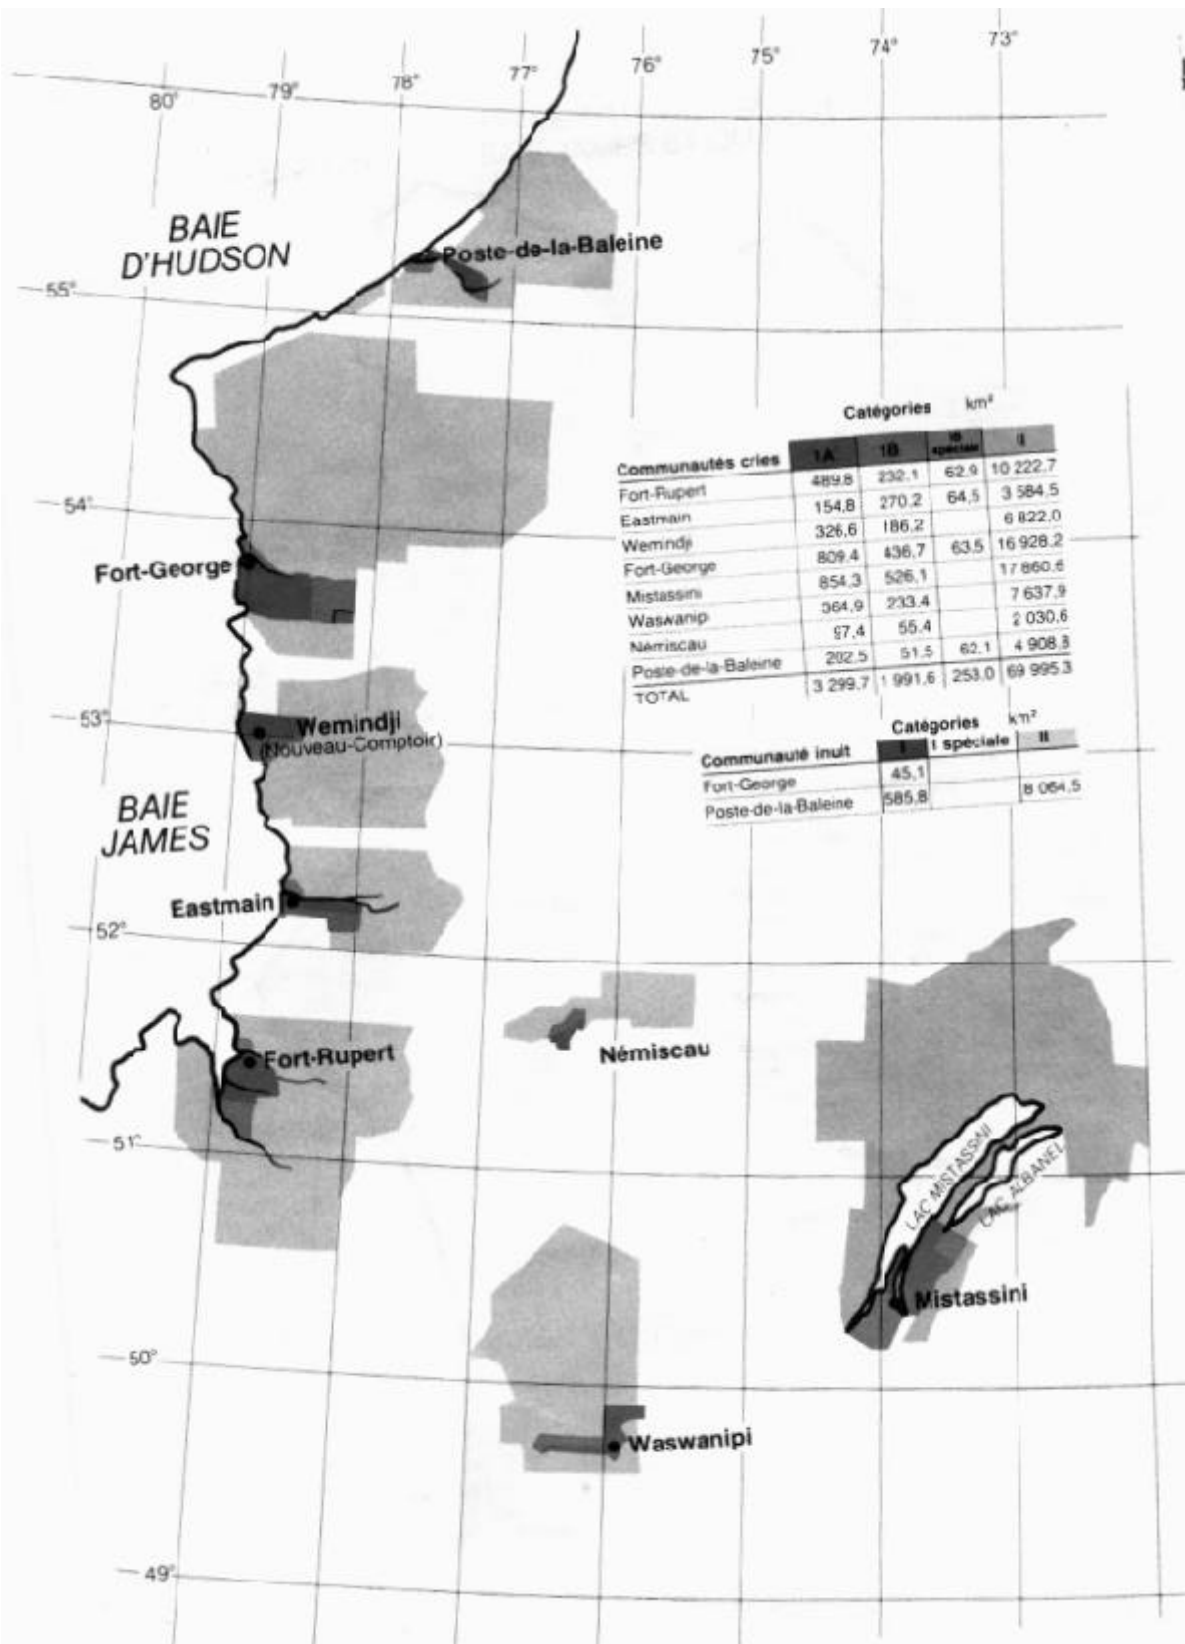 80° 79° 78° 77° 76° 75° 74° 73°
BAIE
D'HUDSON
Poste-de-la-Baleine
55°
Catégories km²
Communautés cries 1A 1B IB spéciale II
Fort-Rupert 489,8 232,1 62,9 10 222,7
Eastmain 154,8 270,2 64,5 3 584,5
Wemindji 326,6 186,2 6 822,0
Fort-George 809,4 436,7 63,5 16 928,2
Mistassini 854,3 526,1 17 860,6
Waswanip 364,9 233,4 7 637,9
Némiscau 97,4 55,4 2 030,6
Poste-de-la-Baleine 202,5 51,5 62,1 4 908,8
TOTAL 3 299,7 1 991,6 253,0 69 995,3
54°
Fort-George
53°
Wemindji
(Nouveau-Comptoir)
Catégories km²
Communauté inuit I I spéciale II
Fort-George 45,1
Poste-de-la-Baleine 585,8 8 064,5
BAIE
JAMES
Eastmain
52°
Fort-Rupert
Némiscau
51°
LAC MISTASSINI
LAC ALBANEL
Mistassini
50°
Waswanipi
49°